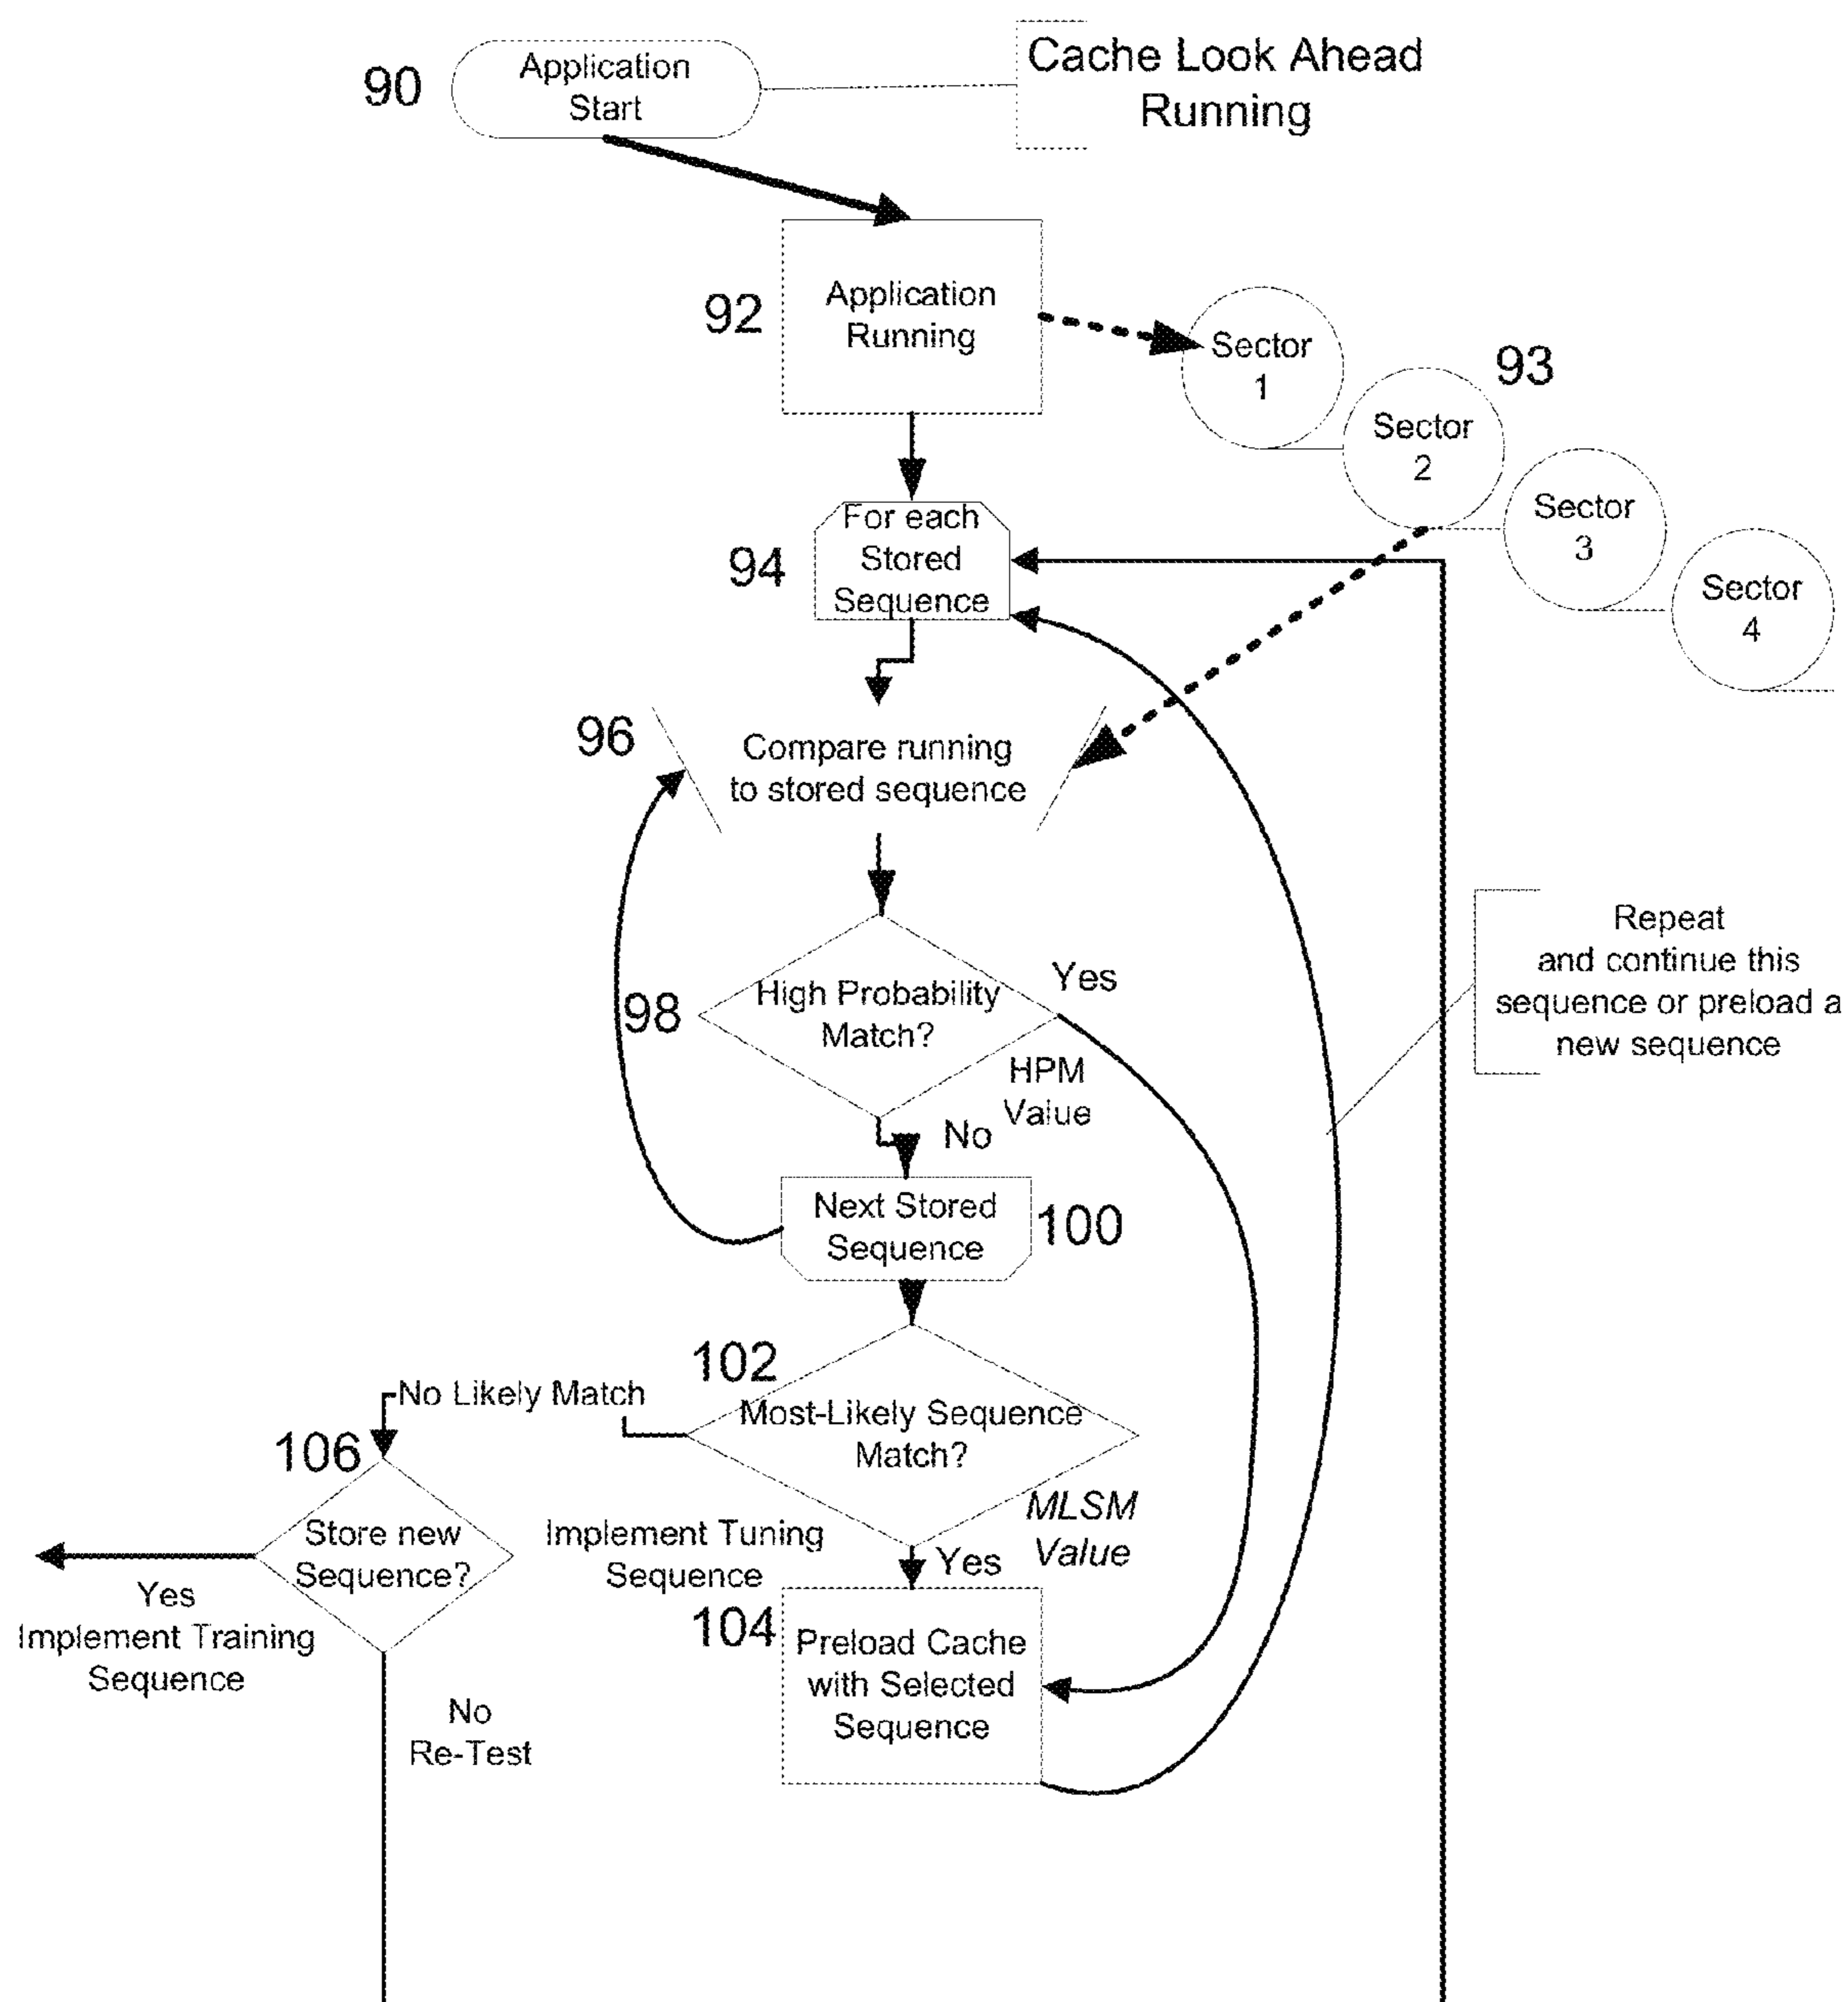 Cache Look Ahead
Running
90
Application
Start
92
Application
Running
Sector
1
93
Sector
2
Sector
3
Sector
4
94
For each
Stored
Sequence
96
Compare running
to stored sequence
Repeat
and continue this
sequence or preload a
new sequence
98
High Probability
Match?
Yes
HPM
Value
No
Next Stored
Sequence
100
102
No Likely Match
Most-Likely Sequence
Match?
MLSM
Value
106
Store new
Sequence?
Implement Tuning
Sequence
Yes
Yes
Implement Training
Sequence
104
Preload Cache
with Selected
Sequence
No
Re-Test